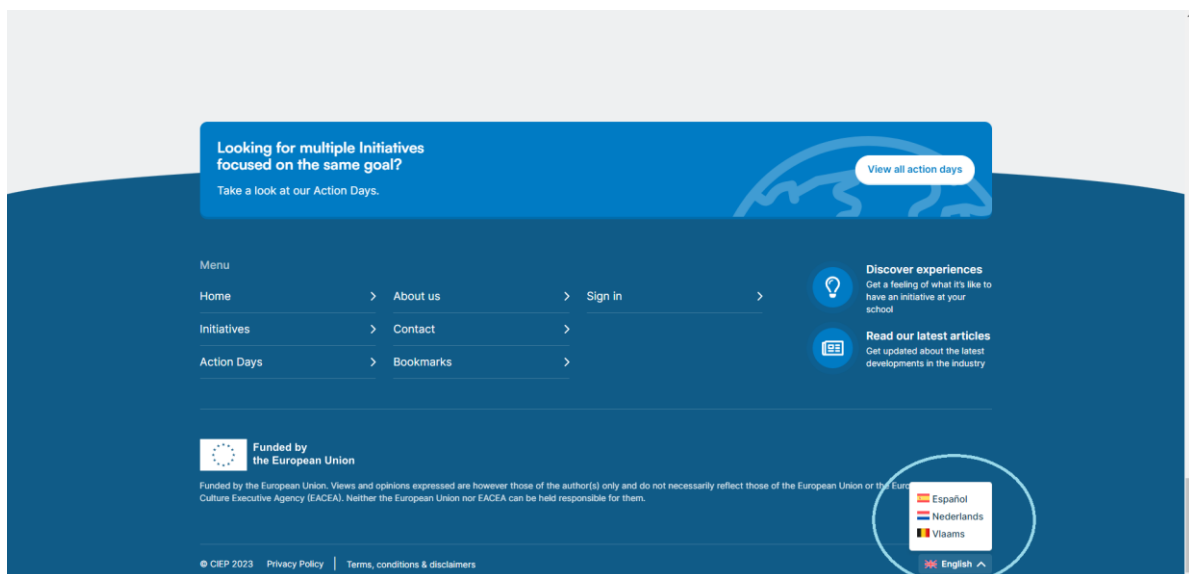 Looking for multiple Initiatives
focused on the same goal?
Take a look at our Action Days.
View all action days
Menu
Home
About us
Sign in
Initiatives
Contact
Action Days
Bookmarks
Discover experiences
Get a feeling of what it's like to
have an initiative at your
school
Read our latest articles
Get updated about the latest
developments in the industry
Funded by
the European Union
Funded by the European Union. Views and opinions expressed are however those of the author(s) only and do not necessarily reflect those of the European Union or the
Culture Executive Agency (EACEA). Neither the European Union nor EACEA can be held responsible for them.
Español
Nederlands
Vlaams
English
© CIEP 2023 Privacy Policy | Terms, conditions & disclaimers